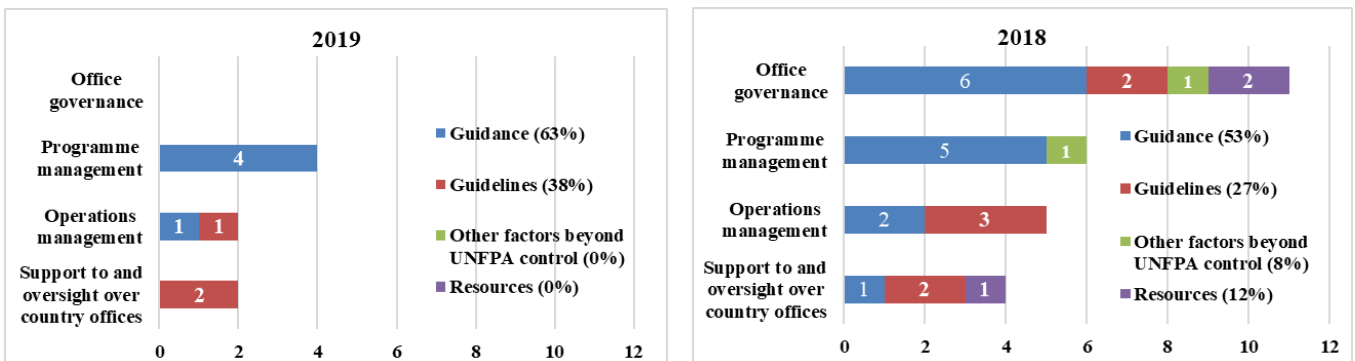 2019
Office
governance
Programme
management
4
Operations
management
1 1
Support to and
oversight over
country offices
2
0 2 4 6 8 10 12
Guidance (63%)
Guidelines (38%)
Other factors beyond
UNFPA control (0%)
Resources (0%)
2018
Office
governance
6 2 1 2
Programme
management
5 1
Operations
management
2 3
Support to and
oversight over
country offices
1 2 1
0 2 4 6 8 10 12
Guidance (53%)
Guidelines (27%)
Other factors beyond
UNFPA control (8%)
Resources (12%)